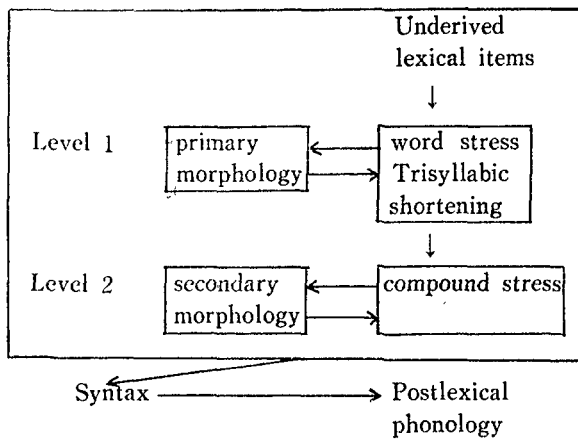 Underived
lexical items
↓
Level 1
primary
morphology
word stress
Trisyllabic
shortening
↓
Level 2
secondary
morphology
compound stress
Syntax
Postlexical
phonology